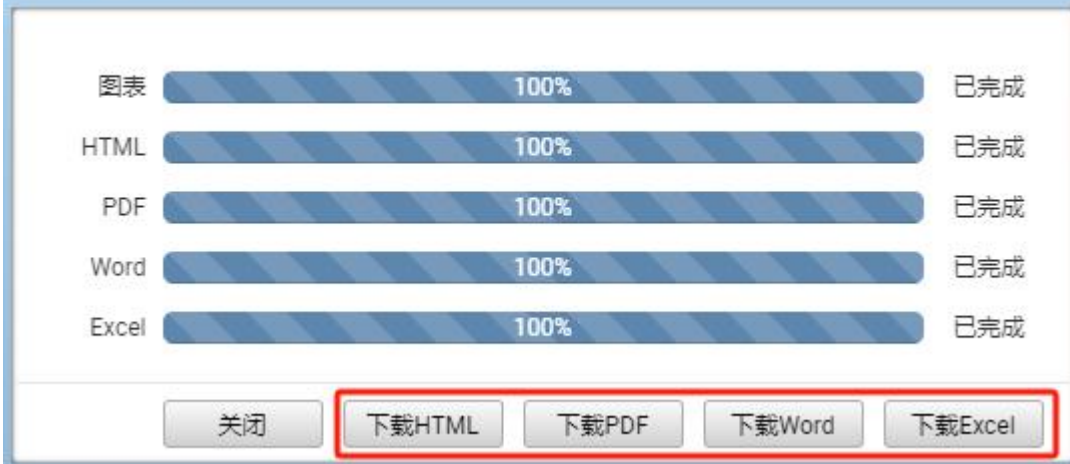 图表 100% 已完成
HTML 100% 已完成
PDF 100% 已完成
Word 100% 已完成
Excel 100% 已完成
关闭 下载HTML 下载PDF 下载Word 下载Excel